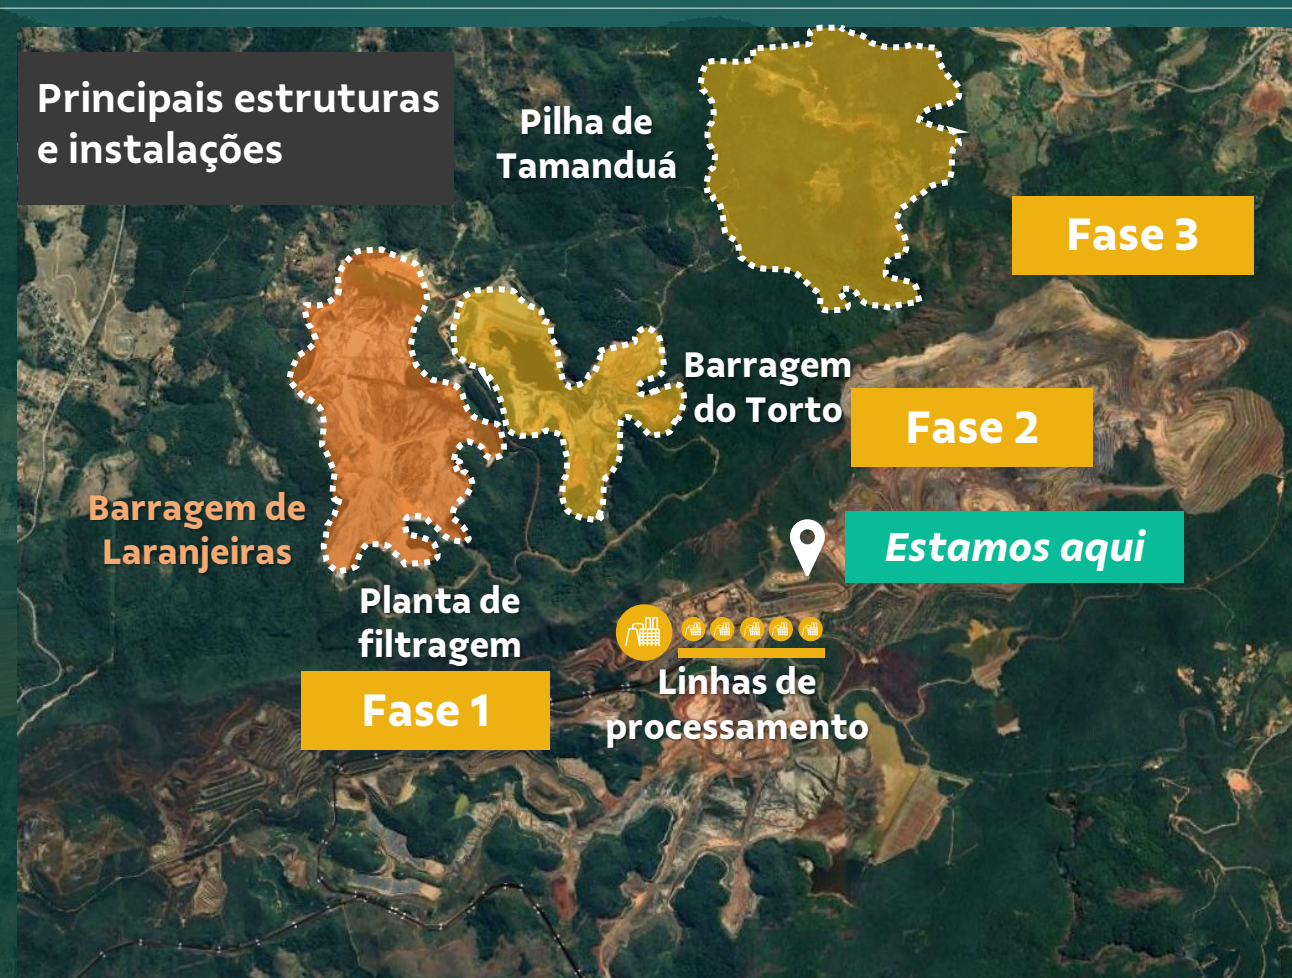 Principais estruturas
e instalações
Pilha de
Tamanduá
Fase 3
Barragem
do Torto
Fase 2
Barragem de
Laranjeiras
Estamos aqui
Planta de
filtragem
Fase 1
Linhas de
processamento